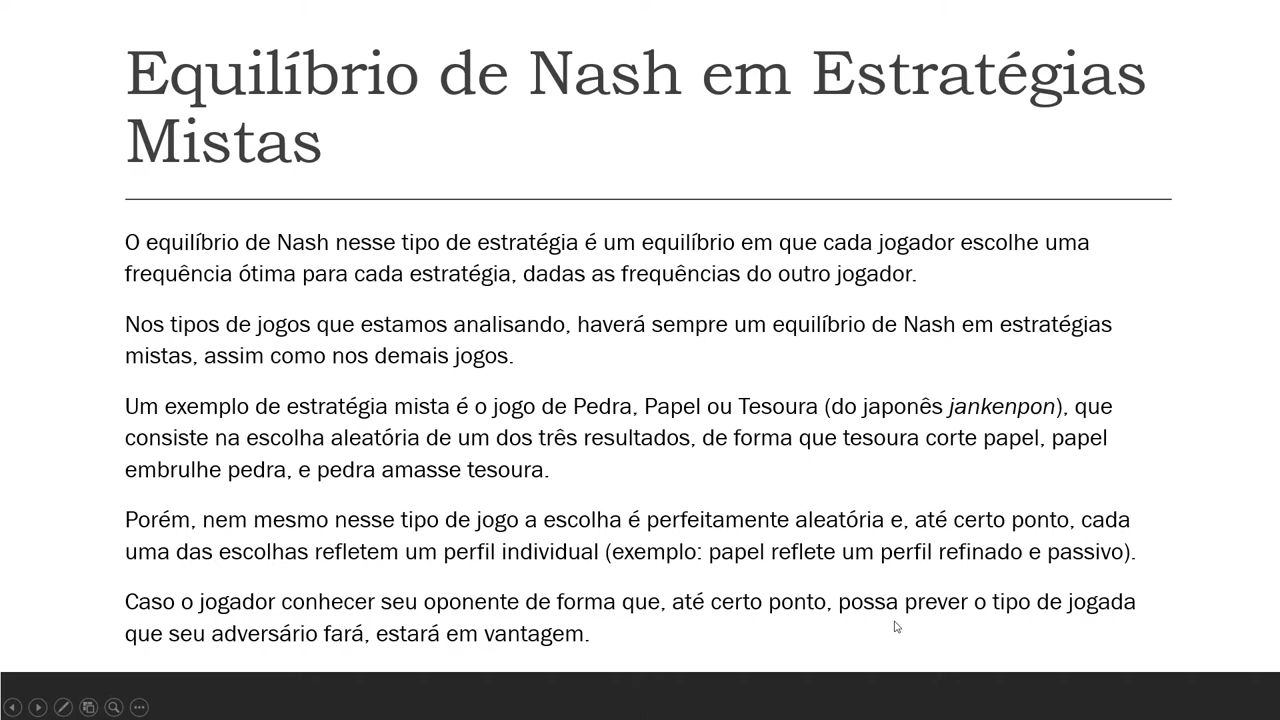 Equilíbrio de Nash em Estratégias
Mistas
O equilíbrio de Nash nesse tipo de estratégia é um equilíbrio em que cada jogador escolhe uma
frequência ótima para cada estratégia, dadas as frequências do outro jogador.
Nos tipos de jogos que estamos analisando, haverá sempre um equilíbrio de Nash em estratégias
mistas, assim como nos demais jogos.
Um exemplo de estratégia mista é o jogo de Pedra, Papel ou Tesoura (do japonês jankenpon), que
consiste na escolha aleatória de um dos três resultados, de forma que tesoura corte papel, papel
embrulhe pedra, e pedra amasse tesoura.
Porém, nem mesmo nesse tipo de jogo a escolha é perfeitamente aleatória e, até certo ponto, cada
uma das escolhas refletem um perfil individual (exemplo: papel reflete um perfil refinado e passivo).
Caso o jogador conhecer seu oponente de forma que, até certo ponto, possa prever o tipo de jogada
que seu adversário fará, estará em vantagem.